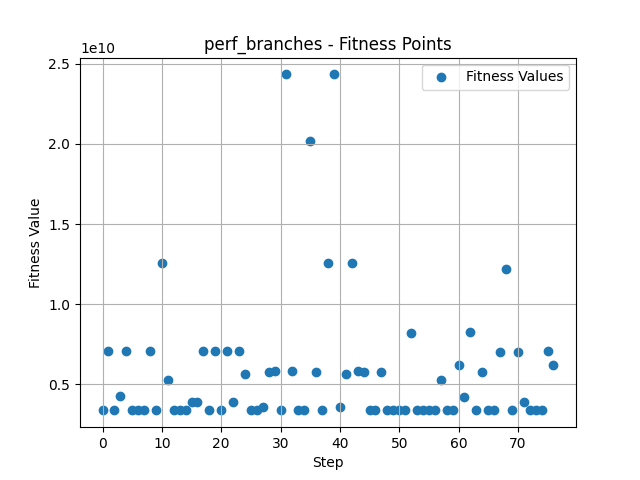 perf_branches - Fitness Points
1e10
Fitness Values
2.5
2.0
1.5
1.0
0.5
Fitness Value
0 10 20 30 40 50 60 70
Step